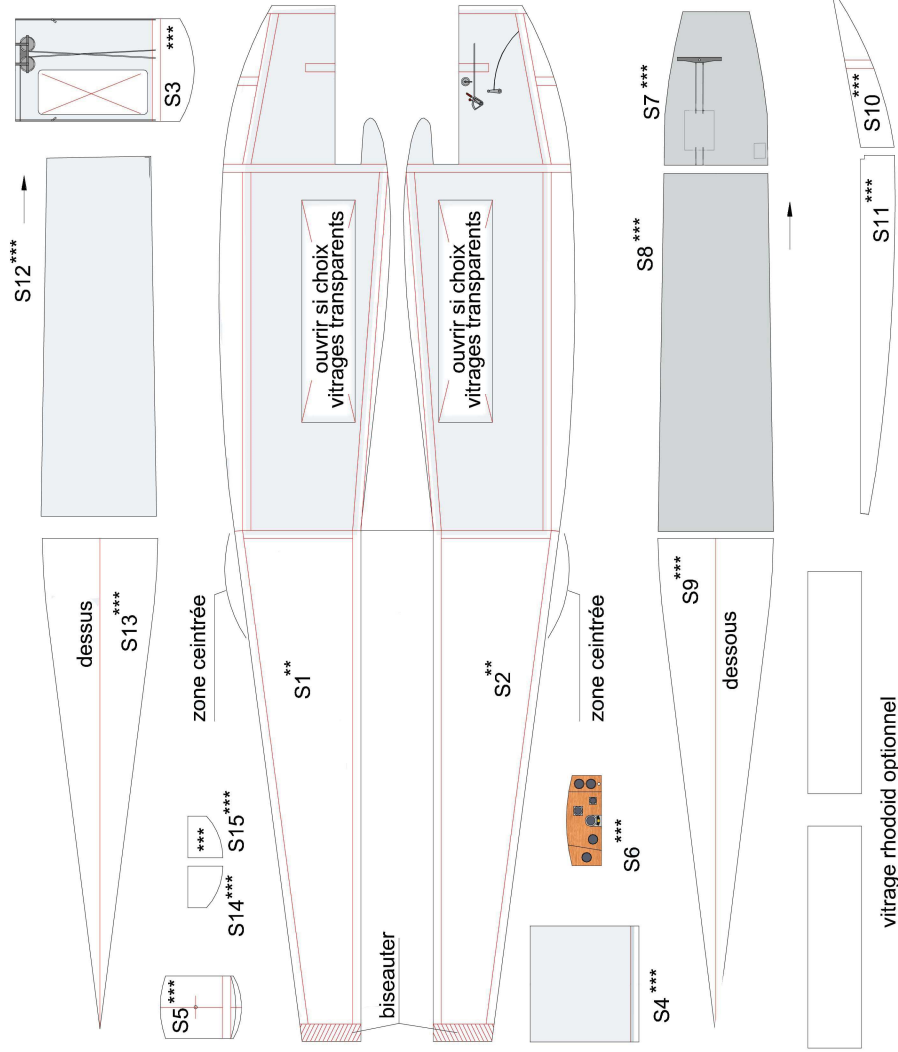 S3 ***
S12***
S7***
S10***
ouvrir si choix
vitrages transparents
ouvrir si choix
vitrages transparents
S8***
S11***
dessus
S13***
zone ceintrée
S1**
S2**
zone ceintrée
S9***
dessous
***
S15***
S14***
S6***
S5***
biseauter
S4***
vitrage rhodoid optionnel